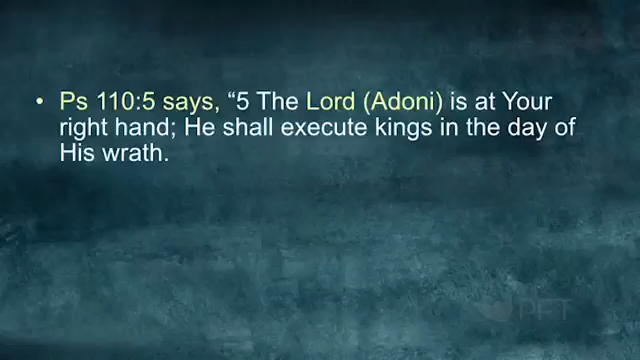 • Ps 110:5 says, “5 The Lord (Adoni) is at Your
right hand; He shall execute kings in the day of
His wrath.
PFT